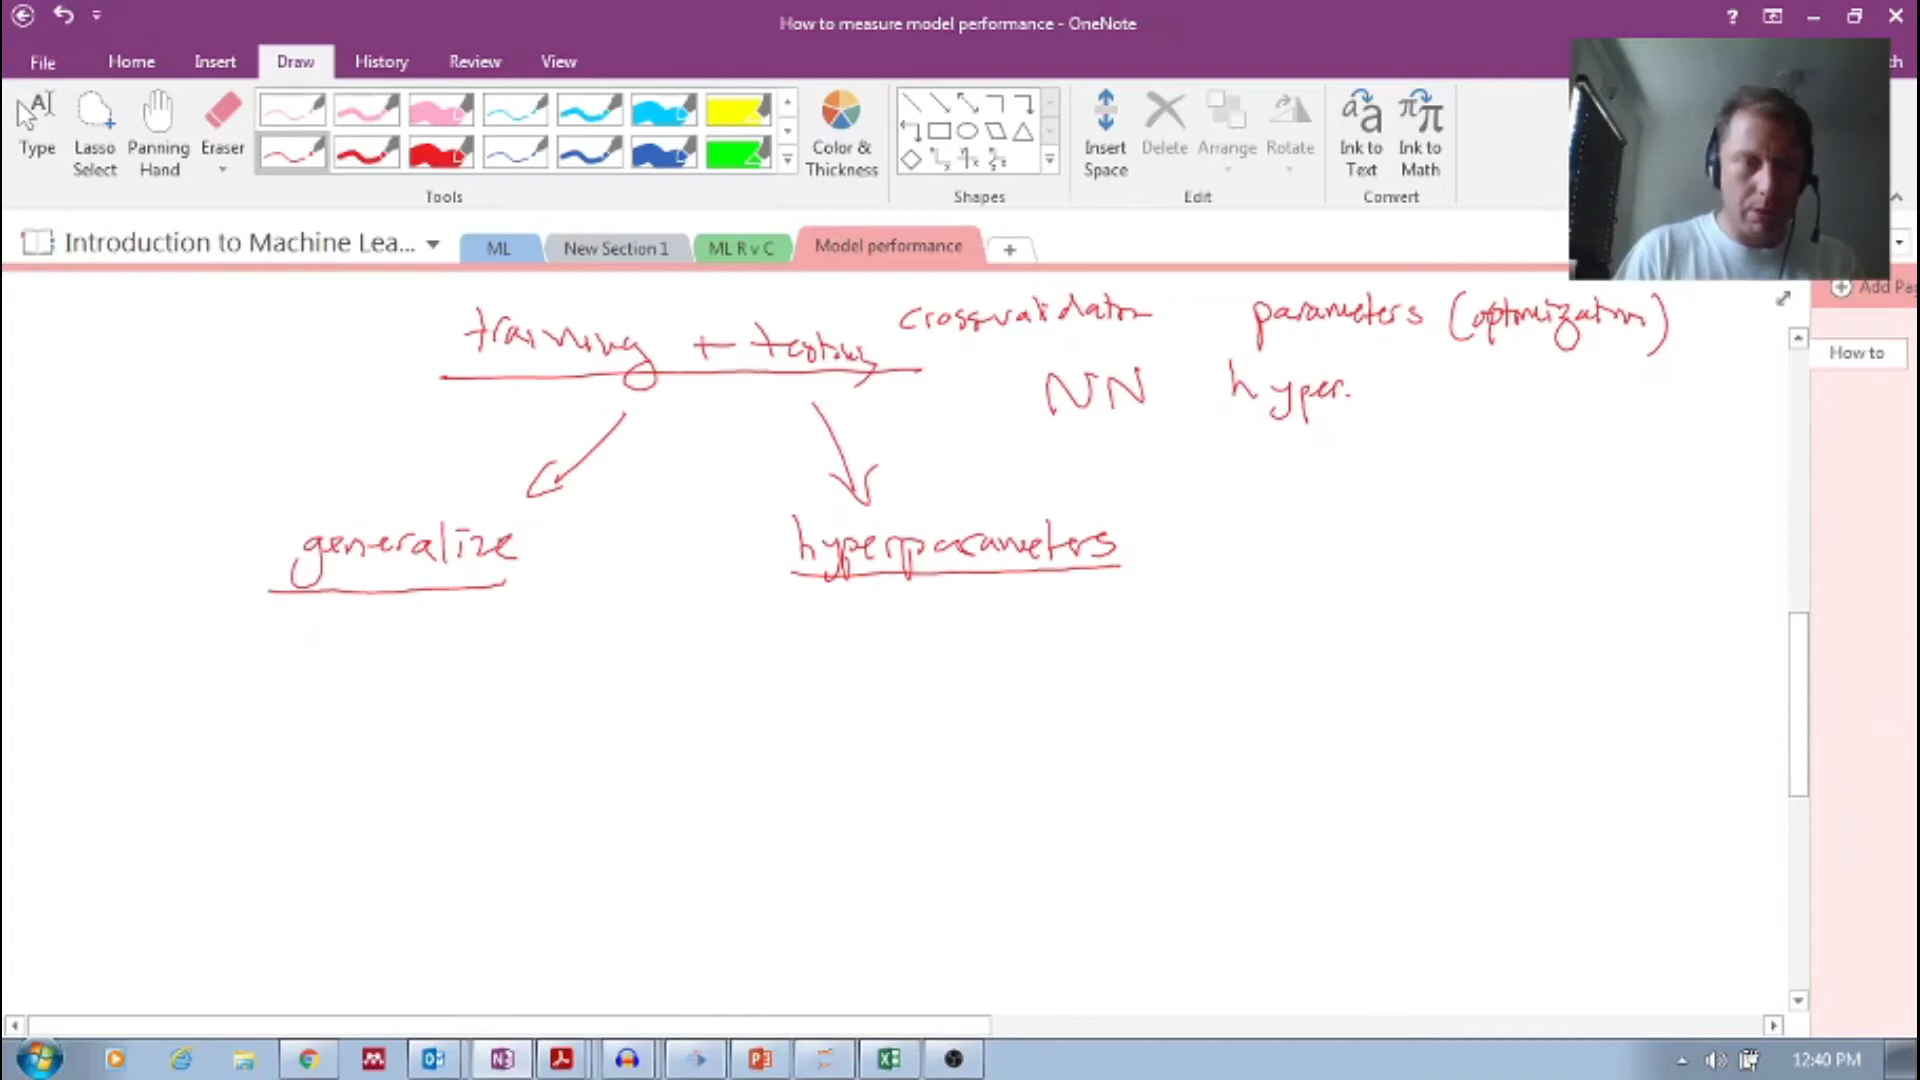 How to measure model performance - OneNote
File Home Insert Draw History Review View
Type Lasso Select Panning Hand Eraser
Color & Thickness
Insert Space Delete Arrange Rotate Ink to Text Ink to Math
Tools Shapes Edit Convert
Introduction to Machine Lea... ML New Section 1 ML R v C Model performance
Add Pag
How to
training + testing crossvalidation parameters (optimization)
NN hyper.
generalize hyperparameters
12:40 PM